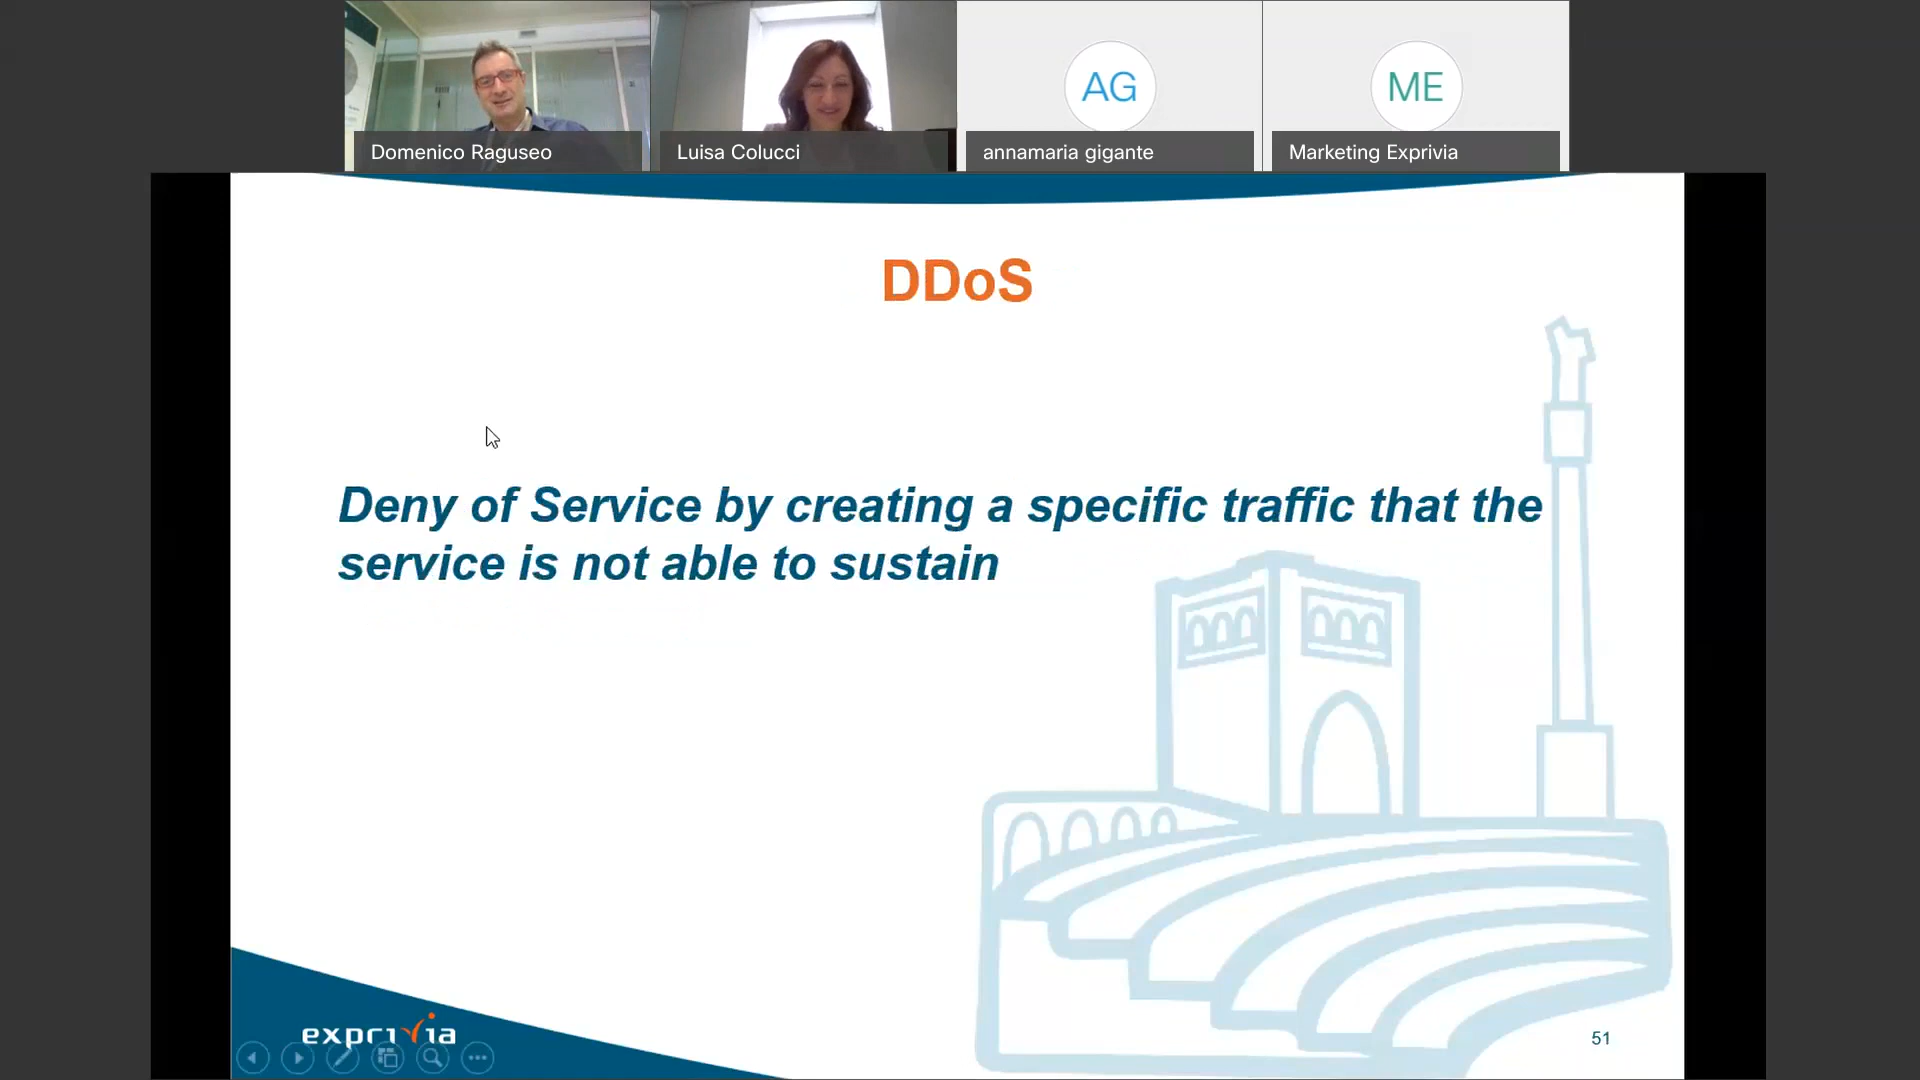 AG
ME
Domenico Raguseo
Luisa Colucci
annamaria gigante
Marketing Exprivia
DDoS
Deny of Service by creating a specific traffic that the
service is not able to sustain
exprivia
51